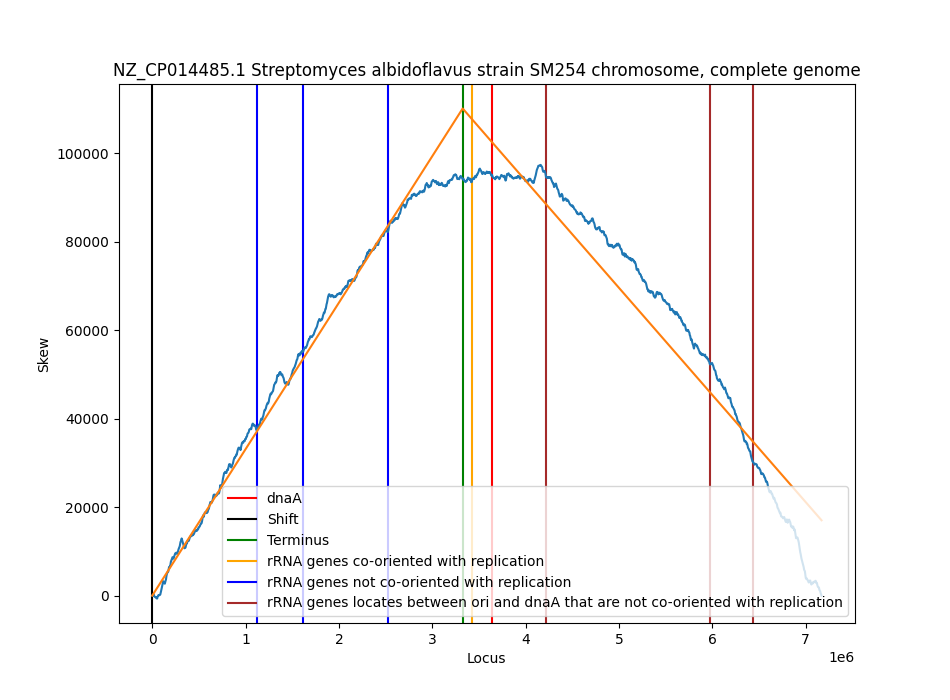 NZ_CP014485.1 Streptomyces albidoflavus strain SM254 chromosome, complete genome
100000
80000
60000
40000
20000
0
Skew
dnaA
Shift
Terminus
rRNA genes co-oriented with replication
rRNA genes not co-oriented with replication
rRNA genes locates between ori and dnaA that are not co-oriented with replication
0 1 2 3 4 5 6 7
1e6
Locus